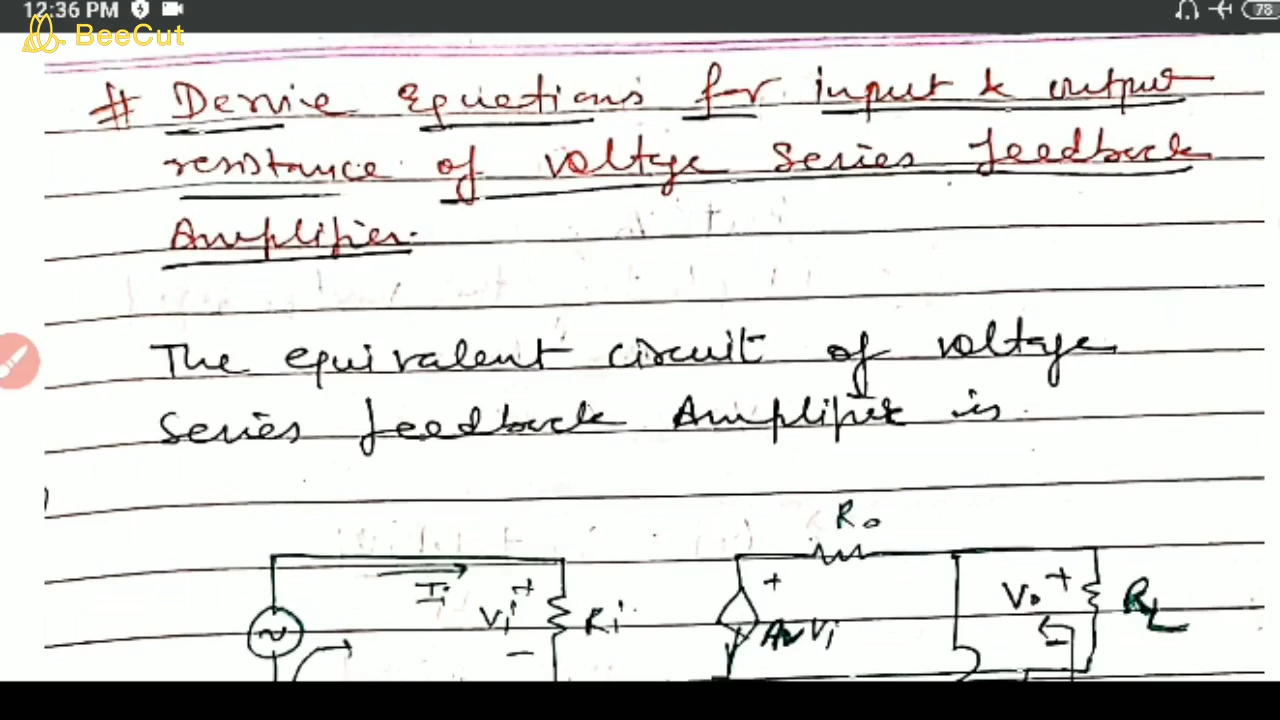 12:36 PM 78
BeeCut
# Derive Equations for input & output
resistance of voltage series feedback
Amplifier.
The equivalent circuit of voltage
series feedback Amplifier is
Ro
Ii
+
Vi
-
Ri
+
AvVi
Vo +
-
RL